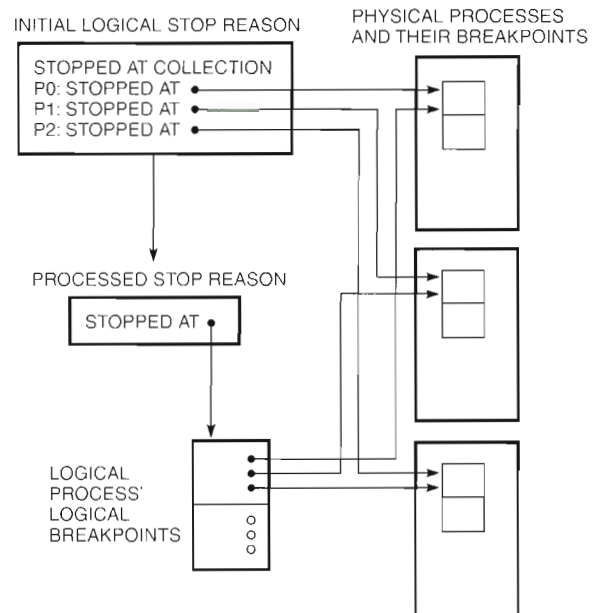 INITIAL LOGICAL STOP REASON
STOPPED AT COLLECTION
P0: STOPPED AT
P1: STOPPED AT
P2: STOPPED AT
PHYSICAL PROCESSES
AND THEIR BREAKPOINTS
PROCESSED STOP REASON
STOPPED AT
LOGICAL
PROCESS'
LOGICAL
BREAKPOINTS